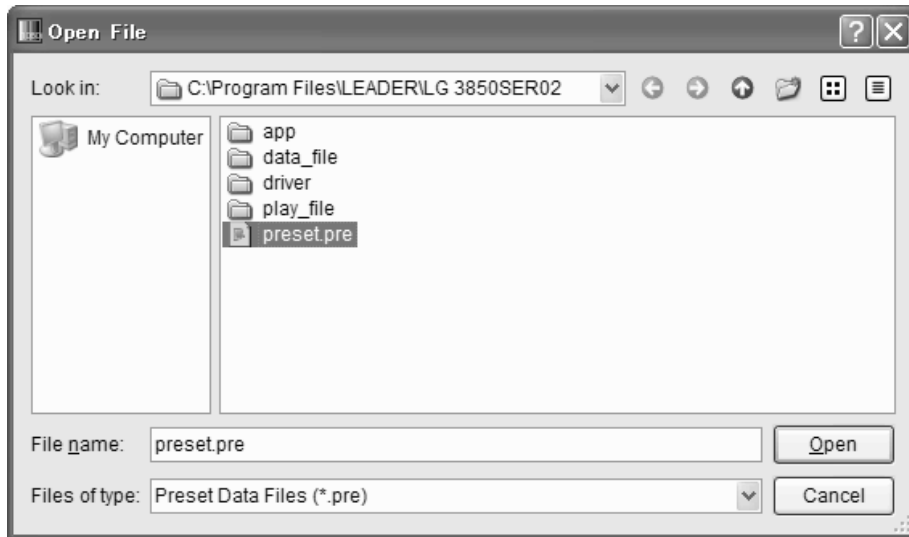 Open File
Look in: C:\Program Files\LEADER\LG 3850SER02
My Computer
app
data_file
driver
play_file
preset.pre
File name: preset.pre Open
Files of type: Preset Data Files (*.pre) Cancel